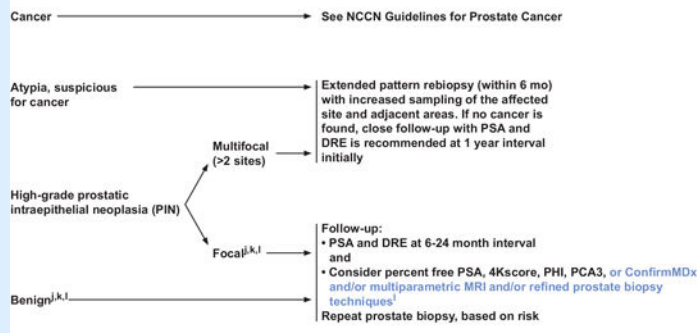 Cancer
See NCCN Guidelines for Prostate Cancer
Atypia, suspicious
for cancer
Extended pattern rebiopsy (within 6 mo)
with increased sampling of the affected
site and adjacent areas. If no cancer is
found, close follow-up with PSA and
DRE is recommended at 1 year interval
initially
Multifocal
(>2 sites)
High-grade prostatic
intraepithelial neoplasia (PIN)
Focalj,k,l
Follow-up:
• PSA and DRE at 6-24 month interval
and
• Consider percent free PSA, 4Kscore, PHI, PCA3, or ConfirmMDx
and/or multiparametric MRI and/or refined prostate biopsy
techniquesl
Repeat prostate biopsy, based on risk
Benignj,k,l